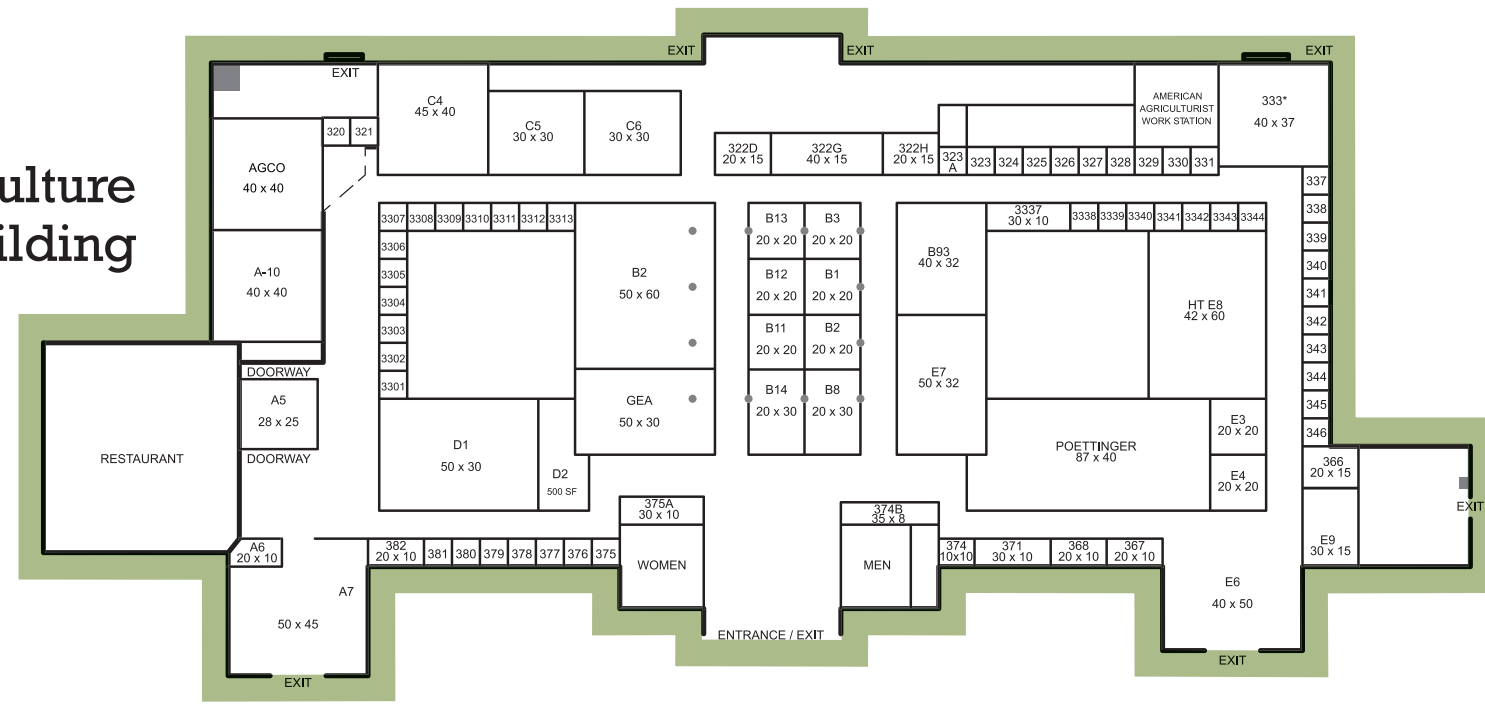 ulture
ilding
EXIT
EXIT
EXIT
EXIT
C4
45 x 40
C5
30 x 30
C6
30 x 30
AMERICAN
AGRICULTURIST
WORK STATION
333*
40 x 37
320
321
AGCO
40 x 40
322D
20 x 15
322G
40 x 15
322H
20 x 15
323
A
323
324
325
326
327
328
329
330
331
337
338
339
340
341
342
343
344
345
346
3307
3308
3309
3310
3311
3312
3313
3306
3305
3304
3303
3302
3301
A-10
40 x 40
B2
50 x 60
B13
20 x 20
B3
20 x 20
B12
20 x 20
B1
20 x 20
B11
20 x 20
B2
20 x 20
B14
20 x 30
B8
20 x 30
B93
40 x 32
3337
30 x 10
3338
3339
3340
3341
3342
3343
3344
HT E8
42 x 60
E7
50 x 32
DOORWAY
A5
28 x 25
DOORWAY
RESTAURANT
GEA
50 x 30
D1
50 x 30
D2
500 SF
POETTINGER
87 x 40
E3
20 x 20
E4
20 x 20
366
20 x 15
EXIT
E9
30 x 15
375A
30 x 10
374B
35 x 8
A6
20 x 10
382
20 x 10
381
380
379
378
377
376
375
WOMEN
MEN
374
10x10
371
30 x 10
368
20 x 10
367
20 x 10
A7
50 x 45
E6
40 x 50
ENTRANCE / EXIT
EXIT
EXIT